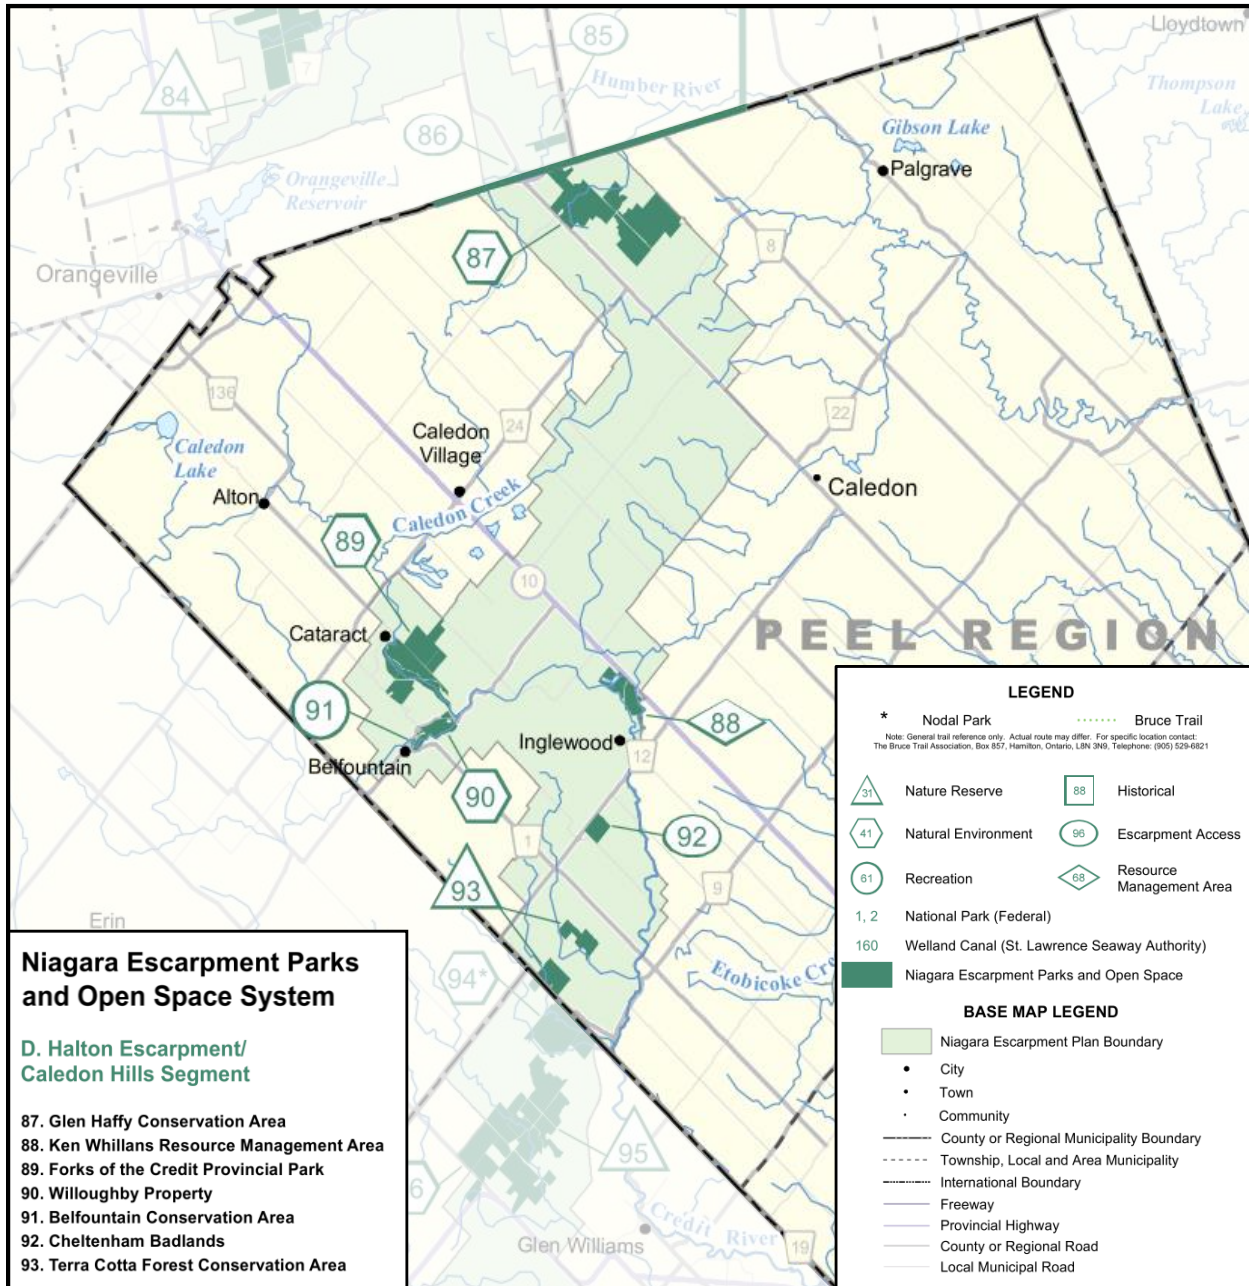 Lloydtown
85
Humber River
Thompson
Lake
84
7
86
Gibson Lake
Palgrave
Orangeville
Reservoir
87
8
Orangeville
136
24
22
Caledon
Village
Caledon
Lake
Alton
Caledon
Caledon Creek
89
10
Cataract
PEEL REGION
91
88
Inglewood
12
Belfountain
90
92
1
93
9
Erin
94*
Etobicoke Cre
95
6
Credit River
Glen Williams
19
LEGEND
* Nodal Park
Bruce Trail
Note: General trail reference only. Actual route may differ. For specific location contact:
The Bruce Trail Association, Box 857, Hamilton, Ontario, L8N 3N9, Telephone: (905) 529-6821
31 Nature Reserve
88 Historical
41 Natural Environment
96 Escarpment Access
61 Recreation
68 Resource
Management Area
1, 2 National Park (Federal)
160 Welland Canal (St. Lawrence Seaway Authority)
Niagara Escarpment Parks and Open Space
BASE MAP LEGEND
Niagara Escarpment Plan Boundary
City
Town
Community
County or Regional Municipality Boundary
Township, Local and Area Municipality
International Boundary
Freeway
Provincial Highway
County or Regional Road
Local Municipal Road
Niagara Escarpment Parks
and Open Space System
D. Halton Escarpment/
Caledon Hills Segment
87. Glen Haffy Conservation Area
88. Ken Whillans Resource Management Area
89. Forks of the Credit Provincial Park
90. Willoughby Property
91. Belfountain Conservation Area
92. Cheltenham Badlands
93. Terra Cotta Forest Conservation Area